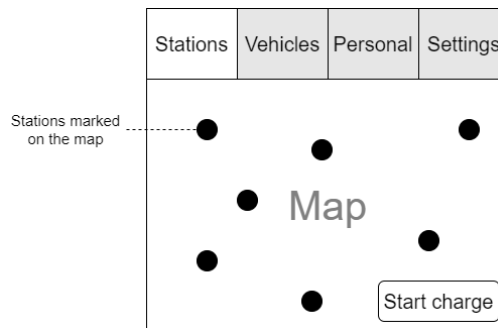 Stations Vehicles Personal Settings
Stations marked
on the map
Map
Start charge